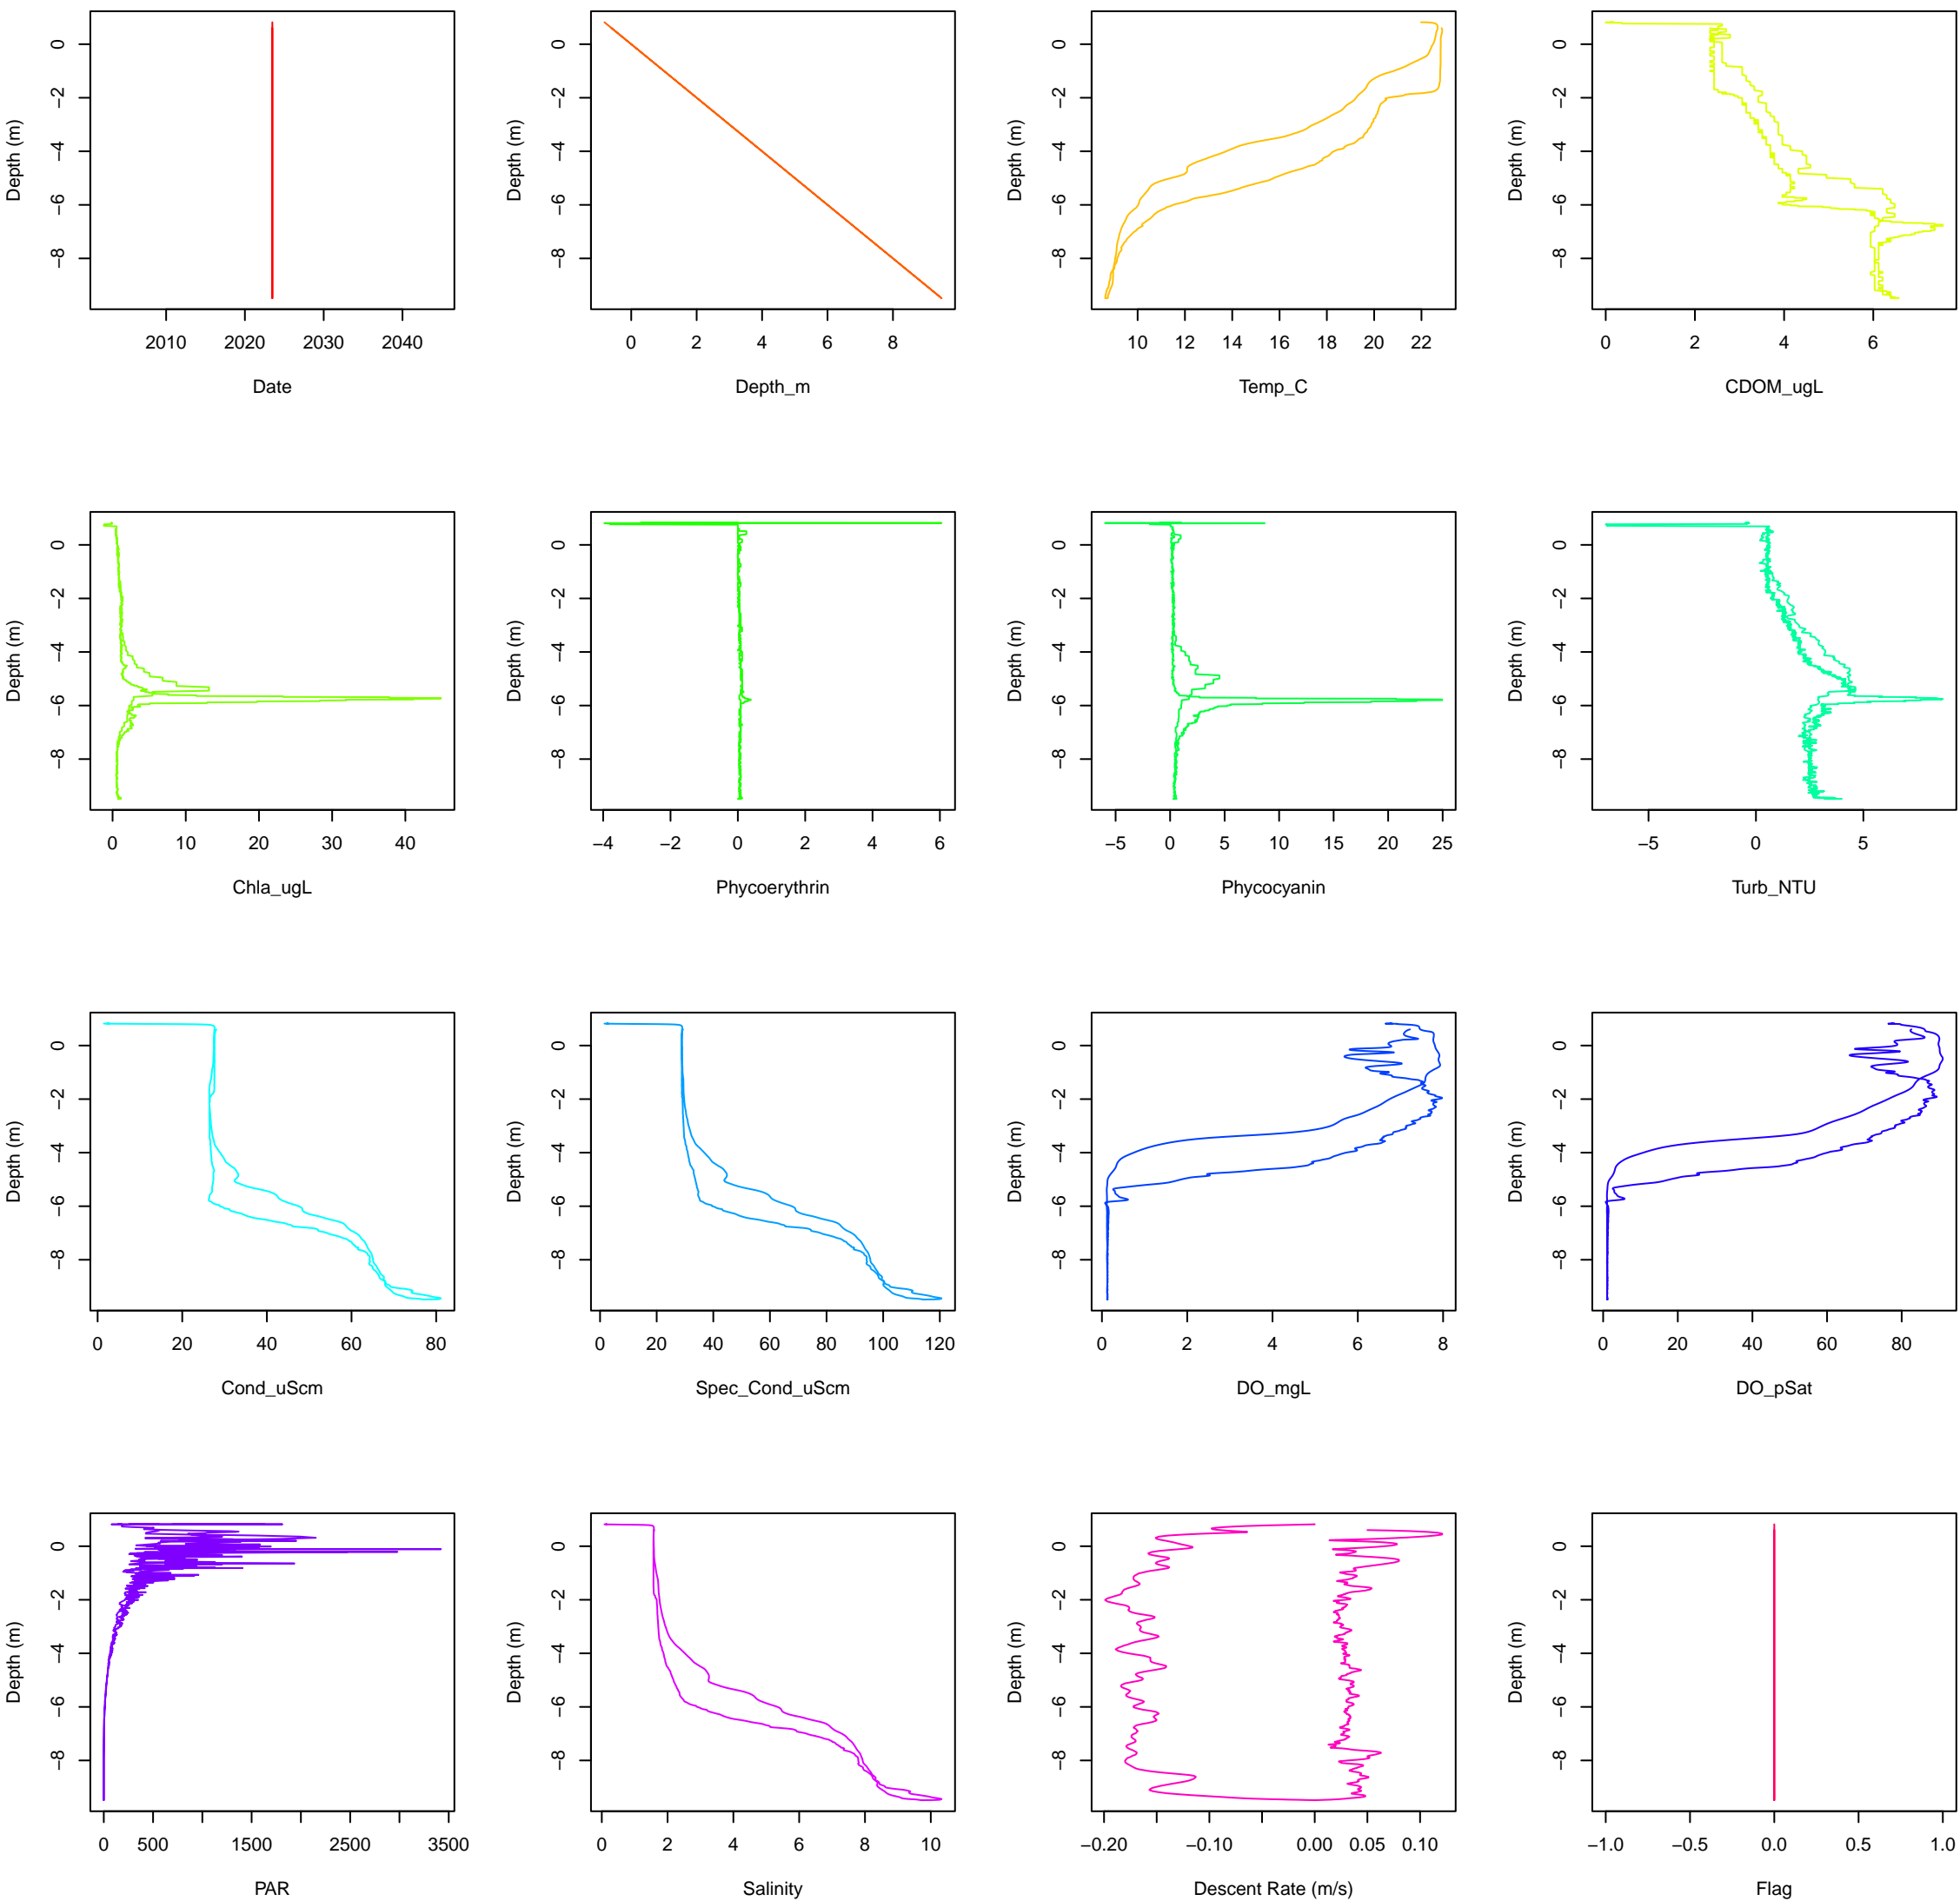 Depth (m)
0 −2 −4 −6 −8
2010 2020 2030 2040
Date
Depth (m)
0 −2 −4 −6 −8
0 2 4 6 8
Depth_m
Depth (m)
0 −2 −4 −6 −8
10 12 14 16 18 20 22
Temp_C
Depth (m)
0 −2 −4 −6 −8
0 2 4 6
CDOM_ugL
Depth (m)
0 −2 −4 −6 −8
0 10 20 30 40
Chla_ugL
Depth (m)
0 −2 −4 −6 −8
−4 −2 0 2 4 6
Phycoerythrin
Depth (m)
0 −2 −4 −6 −8
−5 0 5 10 15 20 25
Phycocyanin
Depth (m)
0 −2 −4 −6 −8
−5 0 5
Turb_NTU
Depth (m)
0 −2 −4 −6 −8
0 20 40 60 80
Cond_uScm
Depth (m)
0 −2 −4 −6 −8
0 20 40 60 80 100 120
Spec_Cond_uScm
Depth (m)
0 −2 −4 −6 −8
0 2 4 6 8
DO_mgL
Depth (m)
0 −2 −4 −6 −8
0 20 40 60 80
DO_pSat
Depth (m)
0 −2 −4 −6 −8
0 500 1500 2500 3500
PAR
Depth (m)
0 −2 −4 −6 −8
0 2 4 6 8 10
Salinity
Depth (m)
0 −2 −4 −6 −8
−0.20 −0.10 0.00 0.05 0.10
Descent Rate (m/s)
Depth (m)
0 −2 −4 −6 −8
−1.0 −0.5 0.0 0.5 1.0
Flag